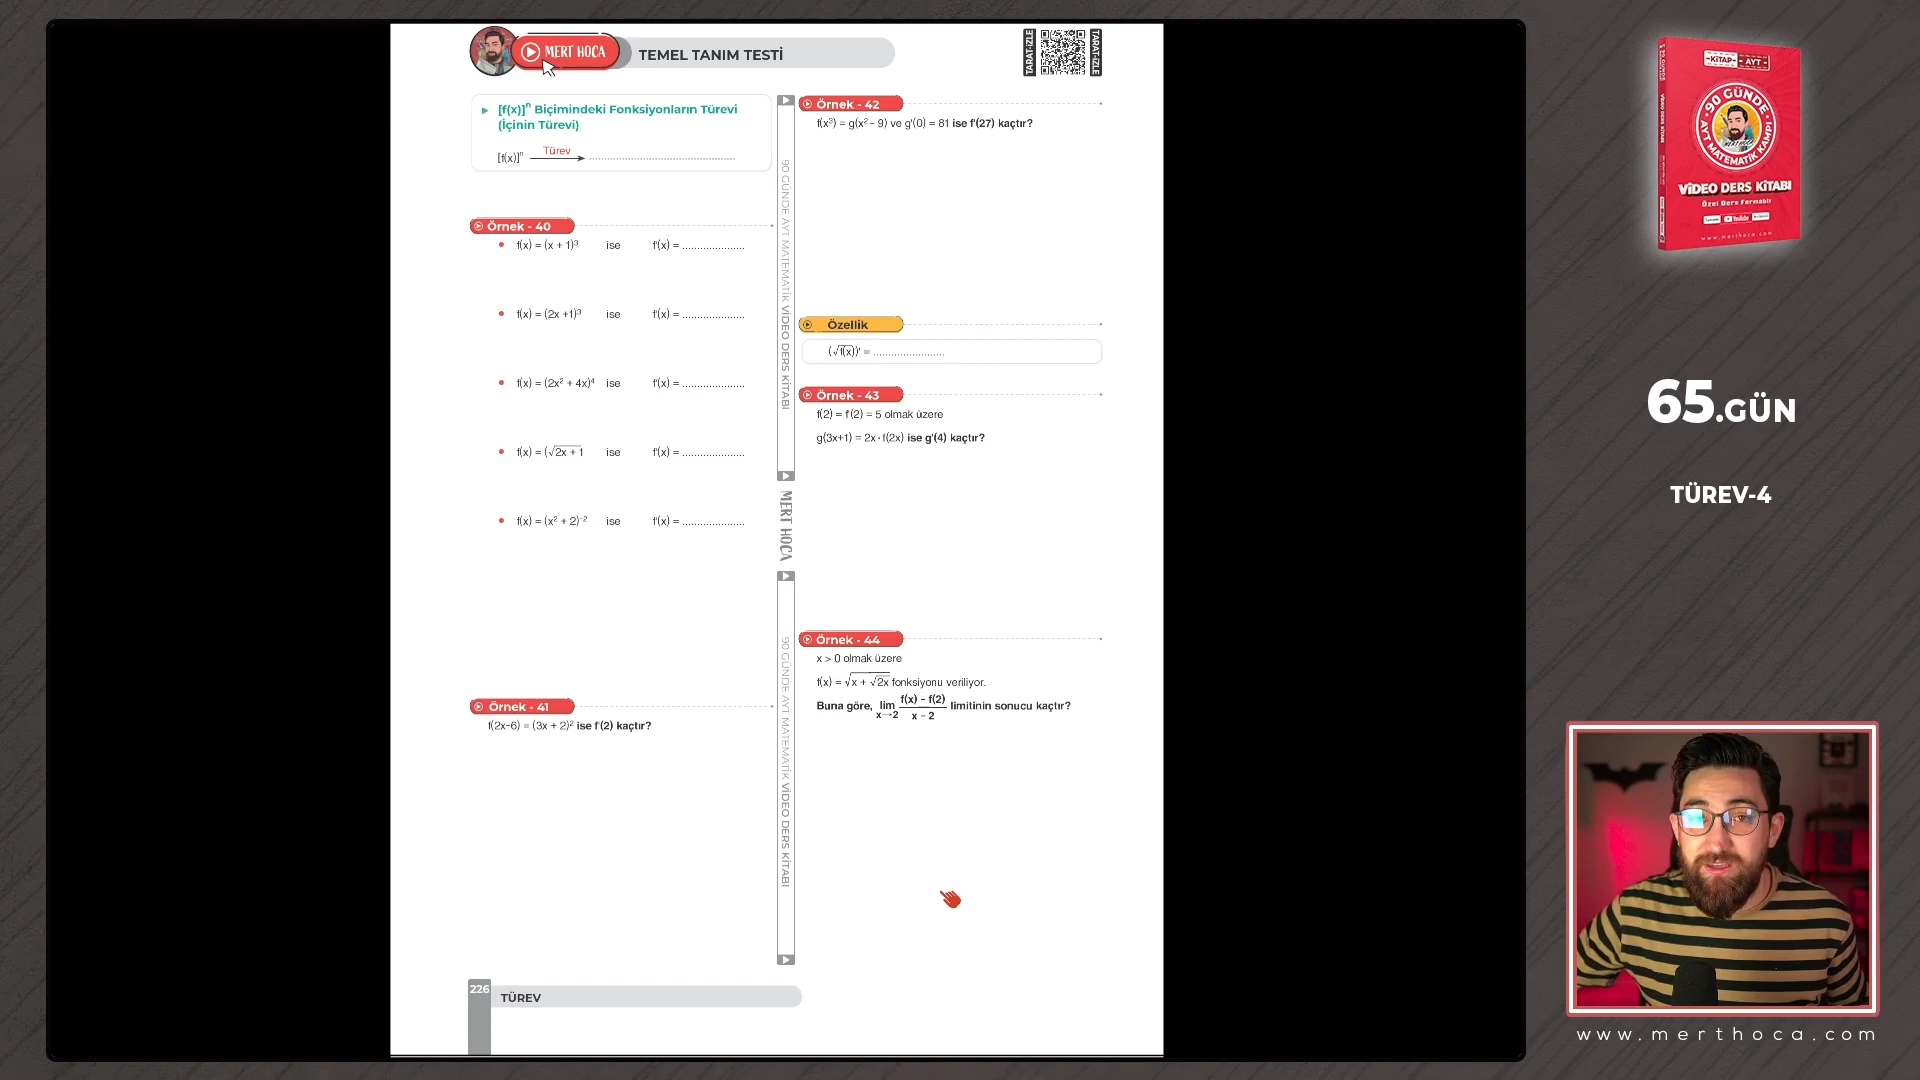 MERT HOCA
TEMEL TANIM TESTİ
TARAT-İZLE
TARAT-İZLE
[f(x)]ⁿ Biçimindeki Fonksiyonların Türevi
(İçinin Türevi)
[f(x)]ⁿ Türev ..................................................
Örnek - 40
• f(x) = (x + 1)³ ise f'(x) = .....................
• f(x) = (2x +1)³ ise f'(x) = .....................
• f(x) = (2x² + 4x)⁴ ise f'(x) = .....................
• f(x) = (√2x + 1 ise f'(x) = .....................
• f(x) = (x² + 2)⁻² ise f'(x) = .....................
Örnek - 41
f(2x-6) = (3x + 2)² ise f'(2) kaçtır?
90 GÜNDE AYT MATEMATİK VİDEO DERS KİTABI
MERT HOCA
90 GÜNDE AYT MATEMATİK VİDEO DERS KİTABI
Örnek - 42
f(x³) = g(x² - 9) ve g'(0) = 81 ise f'(27) kaçtır?
Özellik
(√f(x))' = ........................
Örnek - 43
f(2) = f'(2) = 5 olmak üzere
g(3x+1) = 2x·f(2x) ise g'(4) kaçtır?
Örnek - 44
x > 0 olmak üzere
f(x) = √x + √2x fonksiyonu veriliyor.
Buna göre, lim x→2 f(x) - f(2) / x - 2 limitinin sonucu kaçtır?
226
TÜREV
KİTAP AYT
90 GÜNDE
AYT MATEMATİK KAMPI
VİDEO DERS KİTABI
Özel Ders Formatlı
YouTube
www.merthoca.com
65.GÜN
TÜREV-4
www.merthoca.com